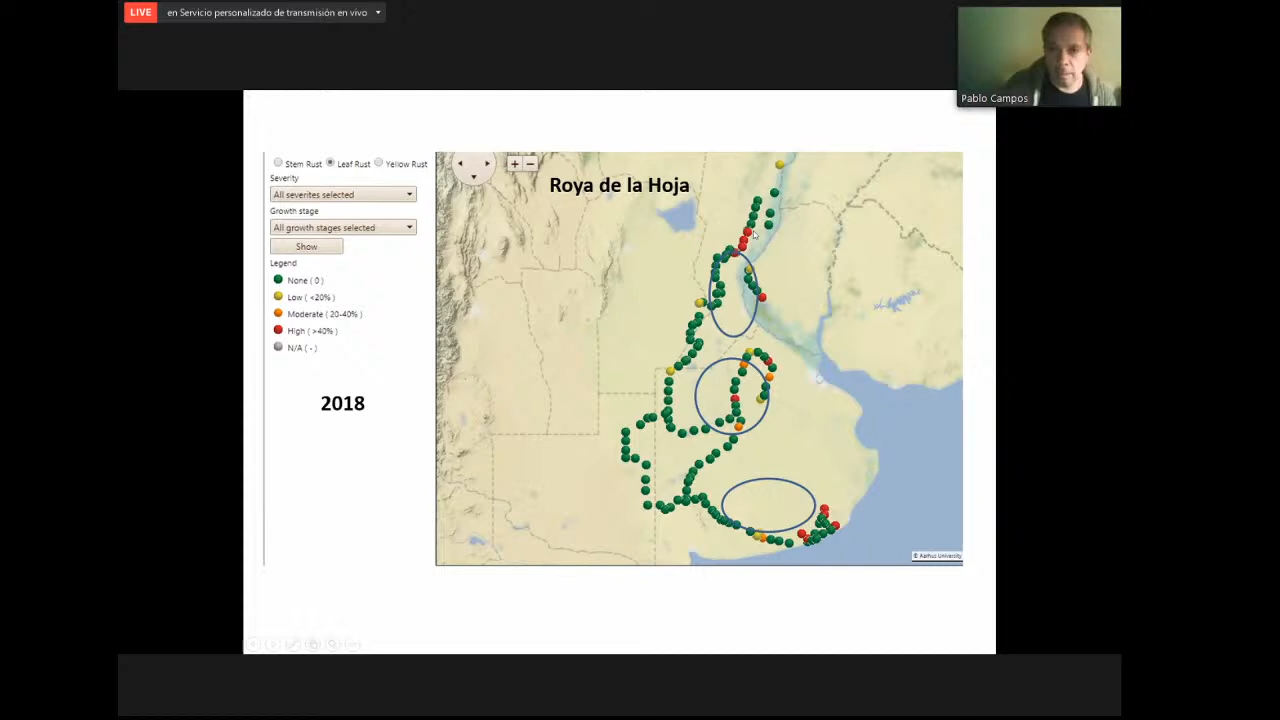 LIVE en Servicio personalizado de transmisión en vivo
Pablo Campos
Stem Rust Leaf Rust Yellow Rust
Severity
All severites selected
Growth stage
All growth stages selected
Show
Legend
None ( 0 )
Low ( <20% )
Moderate ( 20-40% )
High ( >40% )
N/A ( - )
2018
+ −
Roya de la Hoja
© Aarhus University